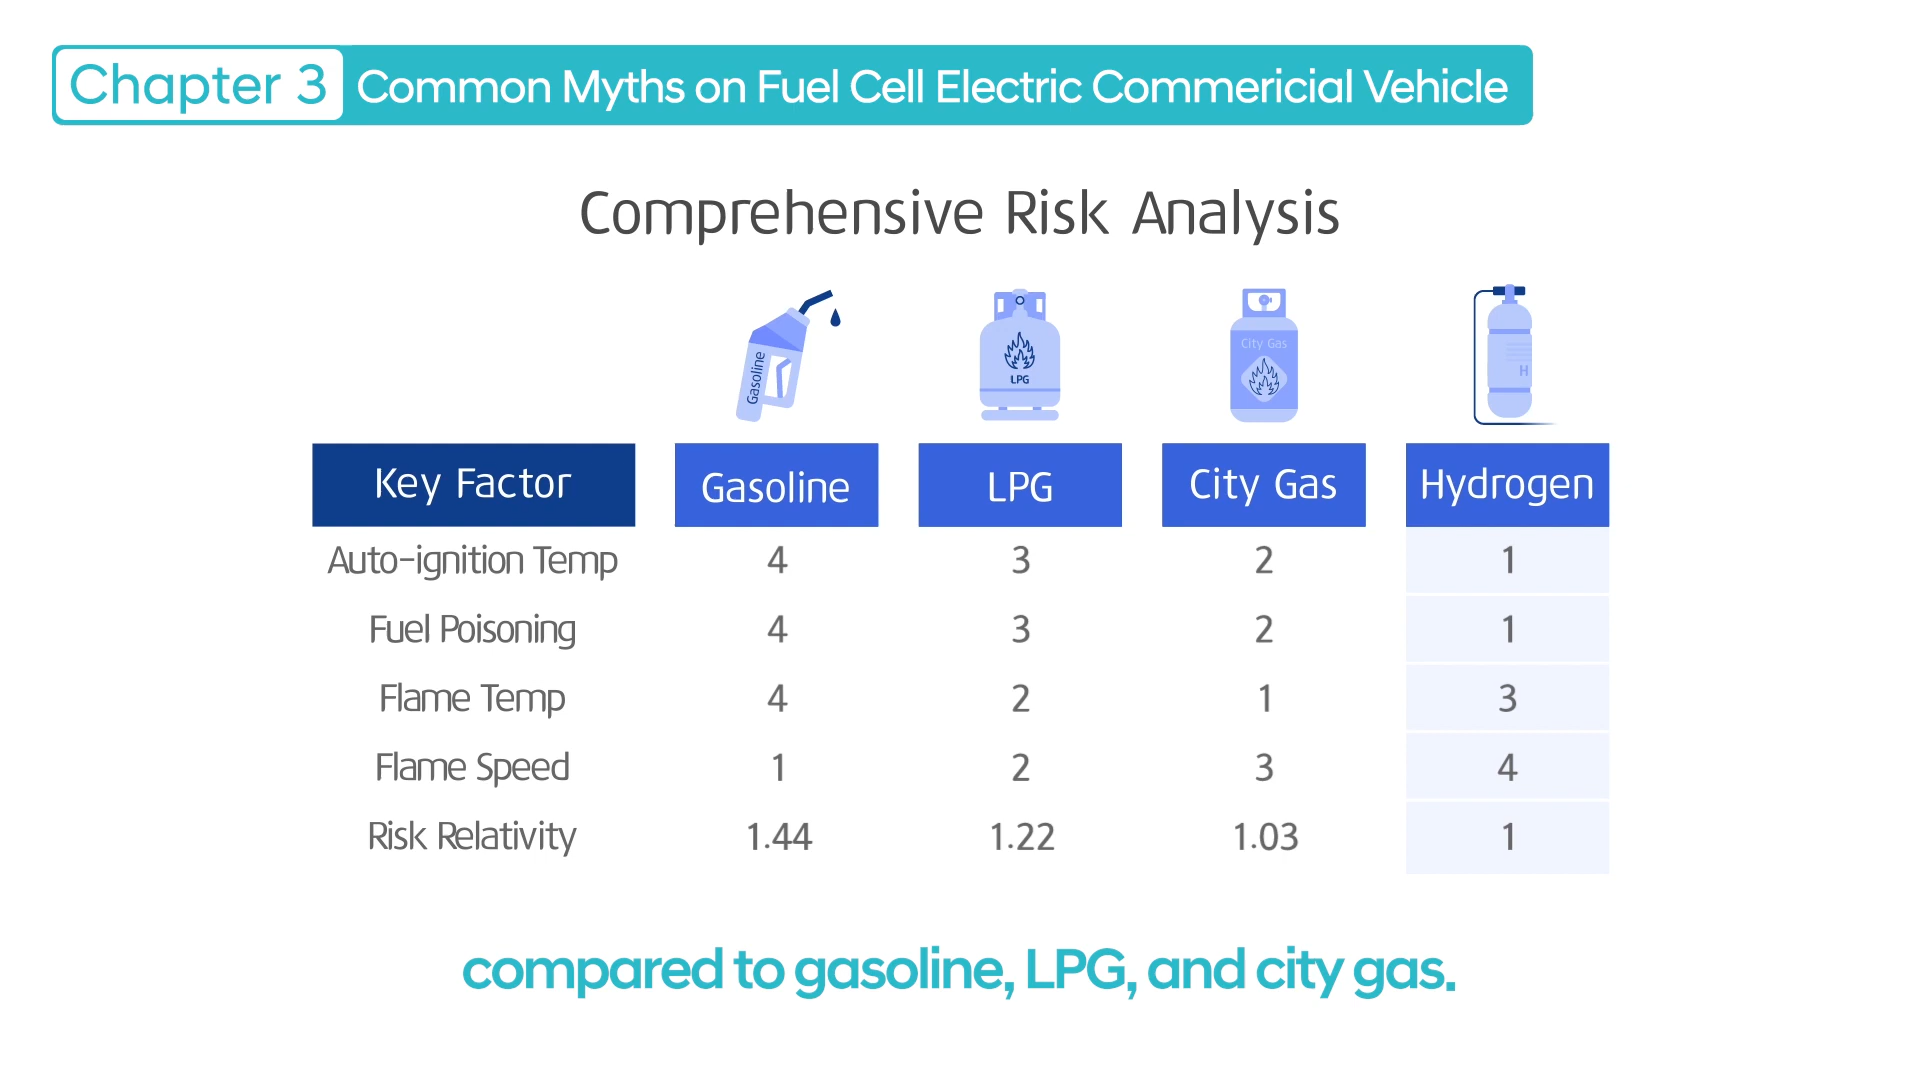 Chapter 3 Common Myths on Fuel Cell Electric Commericial Vehicle
Comprehensive Risk Analysis
Gasoline
LPG
City Gas
H
Key Factor Gasoline LPG City Gas Hydrogen
Auto-ignition Temp 4 3 2 1
Fuel Poisoning 4 3 2 1
Flame Temp 4 2 1 3
Flame Speed 1 2 3 4
Risk Relativity 1.44 1.22 1.03 1
compared to gasoline, LPG, and city gas.